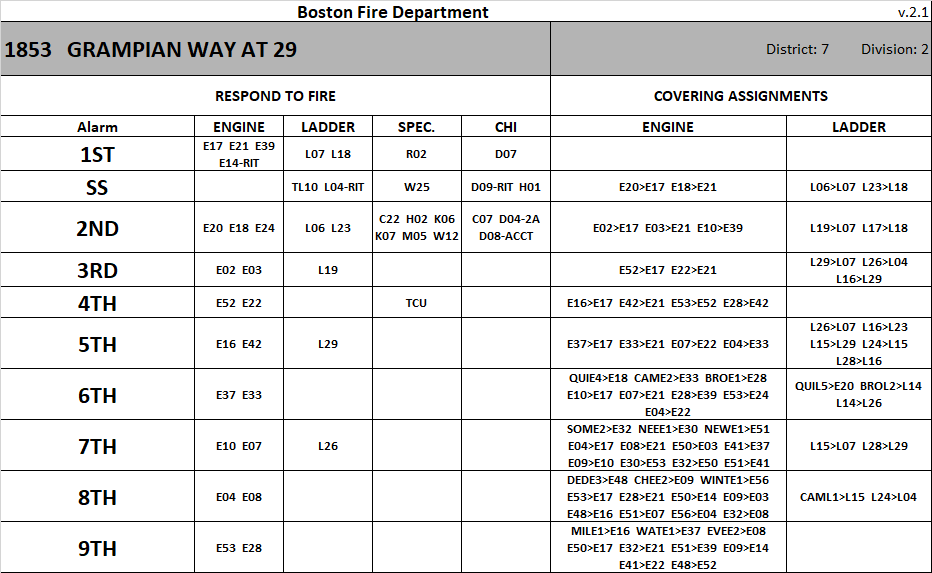 Boston Fire Department
v.2.1
1853 GRAMPIAN WAY AT 29
District: 7 Division: 2
RESPOND TO FIRE
COVERING ASSIGNMENTS
Alarm ENGINE LADDER SPEC. CHI ENGINE LADDER
1ST
E17 E21 E39
E14-RIT
L07 L18
R02
D07
SS
TL10 L04-RIT
W25
D09-RIT H01
E20>E17 E18>E21
L06>L07 L23>L18
2ND
E20 E18 E24
L06 L23
C22 H02 K06
K07 M05 W12
C07 D04-2A
D08-ACCT
E02>E17 E03>E21 E10>E39
L19>L07 L17>L18
3RD
E02 E03
L19
E52>E17 E22>E21
L29>L07 L26>L04
L16>L29
4TH
E52 E22
TCU
E16>E17 E42>E21 E53>E52 E28>E42
5TH
E16 E42
L29
E37>E17 E33>E21 E07>E22 E04>E33
L26>L07 L16>L23
L15>L29 L24>L15
L28>L16
6TH
E37 E33
QUIE4>E18 CAME2>E33 BROE1>E28
E10>E17 E07>E21 E28>E39 E53>E24
E04>E22
QUIL5>E20 BROL2>L14
L14>L26
7TH
E10 E07
L26
SOME2>E32 NEEE1>E30 NEWE1>E51
E04>E17 E08>E21 E50>E03 E41>E37
E09>E10 E30>E53 E32>E50 E51>E41
L15>L07 L28>L29
8TH
E04 E08
DEDE3>E48 CHEE2>E09 WINTE1>E56
E53>E17 E28>E21 E50>E14 E09>E03
E48>E16 E51>E07 E56>E04 E32>E08
CAML1>L15 L24>L04
9TH
E53 E28
MILE1>E16 WATE1>E37 EVEE2>E08
E50>E17 E32>E21 E51>E39 E09>E14
E41>E22 E48>E52